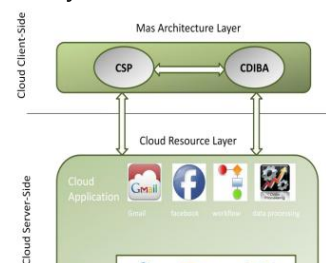 Cloud Client-Side
Mas Architecture Layer
CSP
CDIBA
Cloud Resource Layer
Cloud Server-Side
Cloud
Application
GMail
Gmail
facebook
workflow
data processing